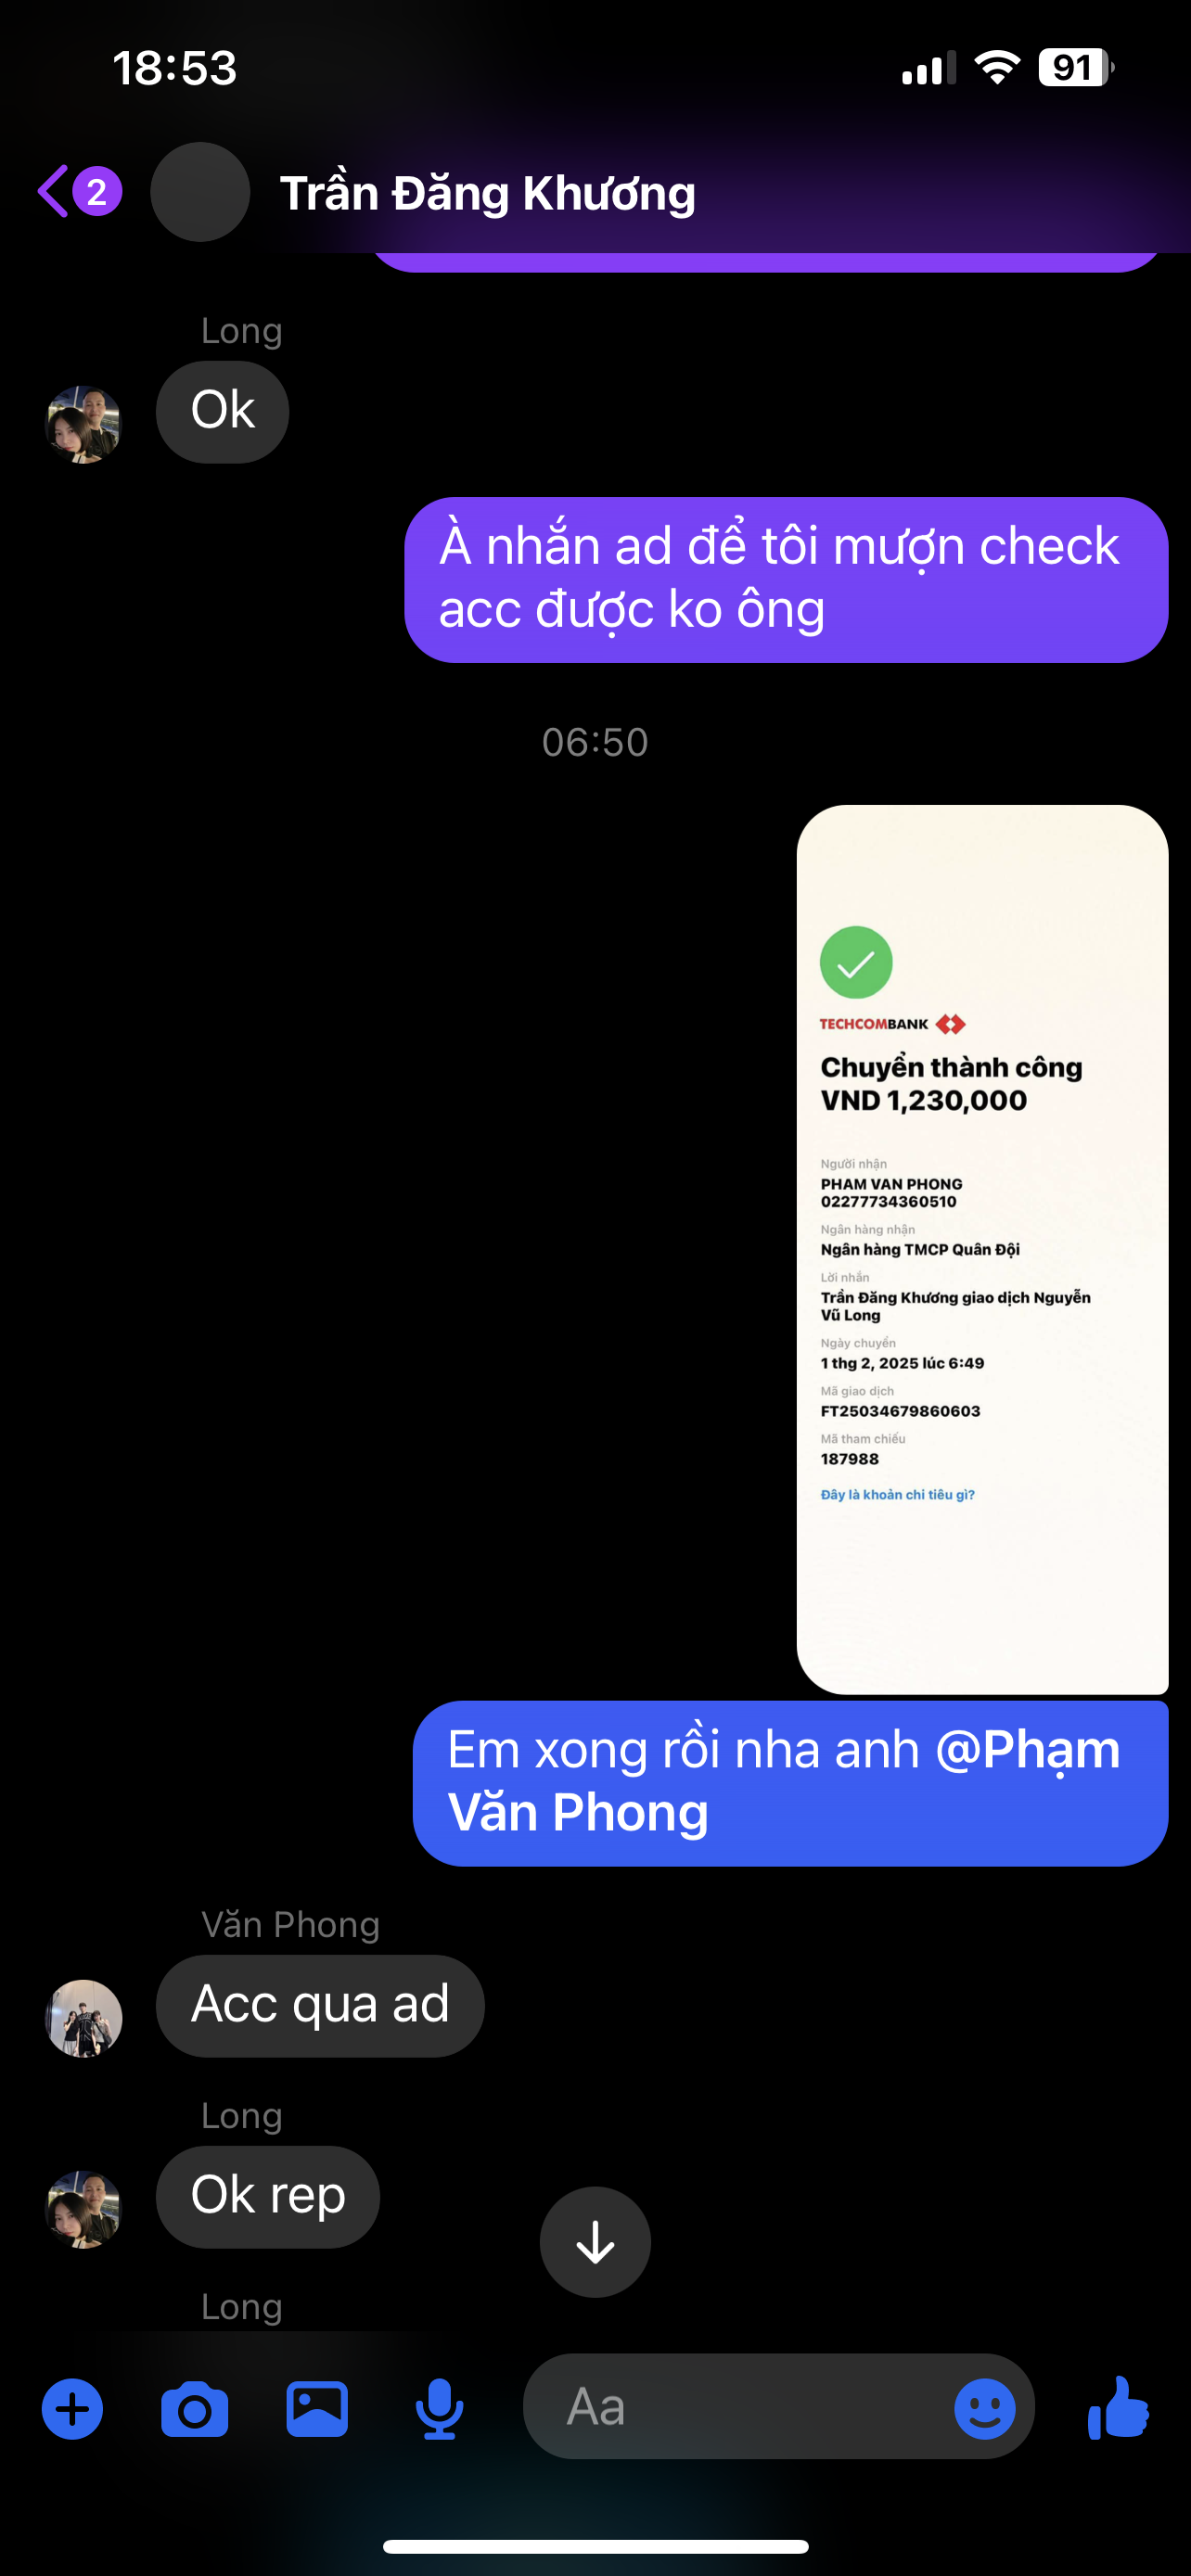 18:53
91
2
Trần Đăng Khương
Long
Ok
À nhắn ad để tôi mượn check
acc được ko ông
06:50
TECHCOMBANK
Chuyển thành công
VND 1,230,000
Người nhận
PHAM VAN PHONG
02277734360510
Ngân hàng nhận
Ngân hàng TMCP Quân Đội
Lời nhắn
Trần Đăng Khương giao dịch Nguyễn
Vũ Long
Ngày chuyển
1 thg 2, 2025 lúc 6:49
Mã giao dịch
FT25034679860603
Mã tham chiếu
187988
Đây là khoản chi tiêu gì?
Em xong rồi nha anh @Phạm
Văn Phong
Văn Phong
Acc qua ad
Long
Ok rep
Long
Aa